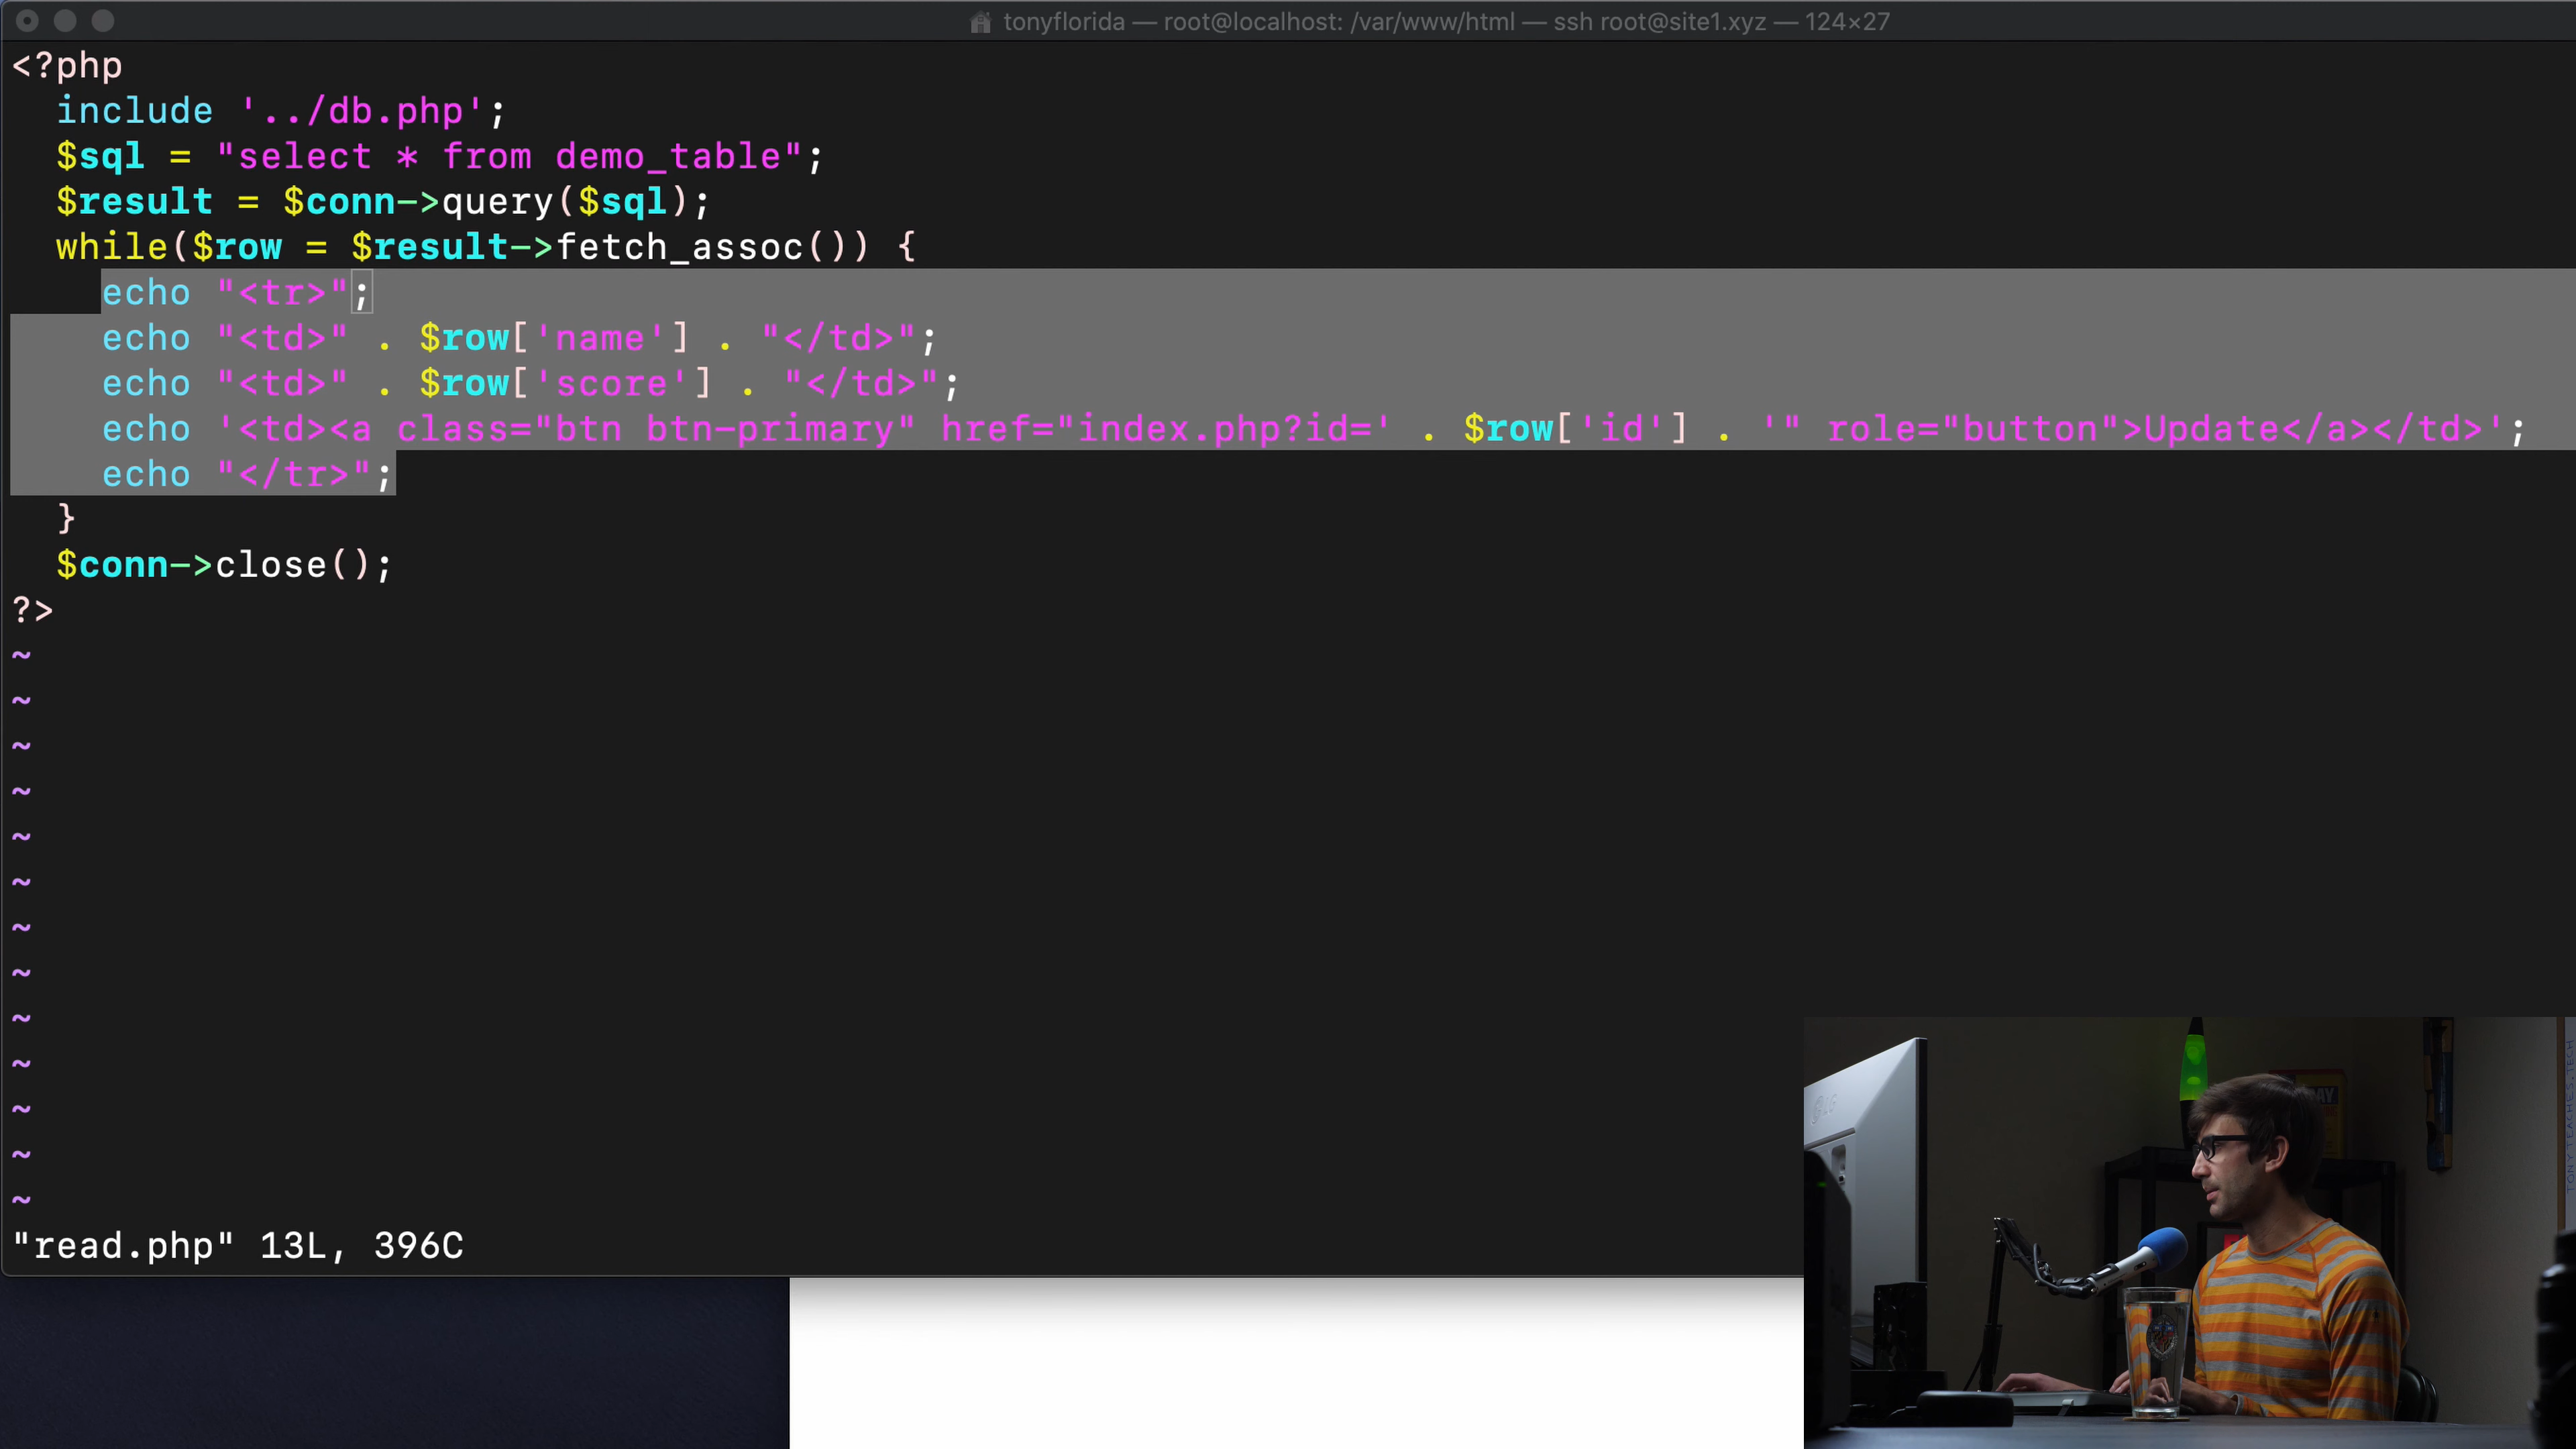 tonyflorida — root@localhost: /var/www/html — ssh root@site1.xyz — 124×27
<?php
  include '../db.php';
  $sql = "select * from demo_table";
  $result = $conn->query($sql);
  while($row = $result->fetch_assoc()) {
    echo "<tr>";
    echo "<td>" . $row['name'] . "</td>";
    echo "<td>" . $row['score'] . "</td>";
    echo '<td><a class="btn btn-primary" href="index.php?id=' . $row['id'] . '" role="button">Update</a></td>';
    echo "</tr>";
  }
  $conn->close();
?>
~
~
~
~
~
~
~
~
~
~
~
~
~
"read.php" 13L, 396C
LG
TONYTEACHES.TECH